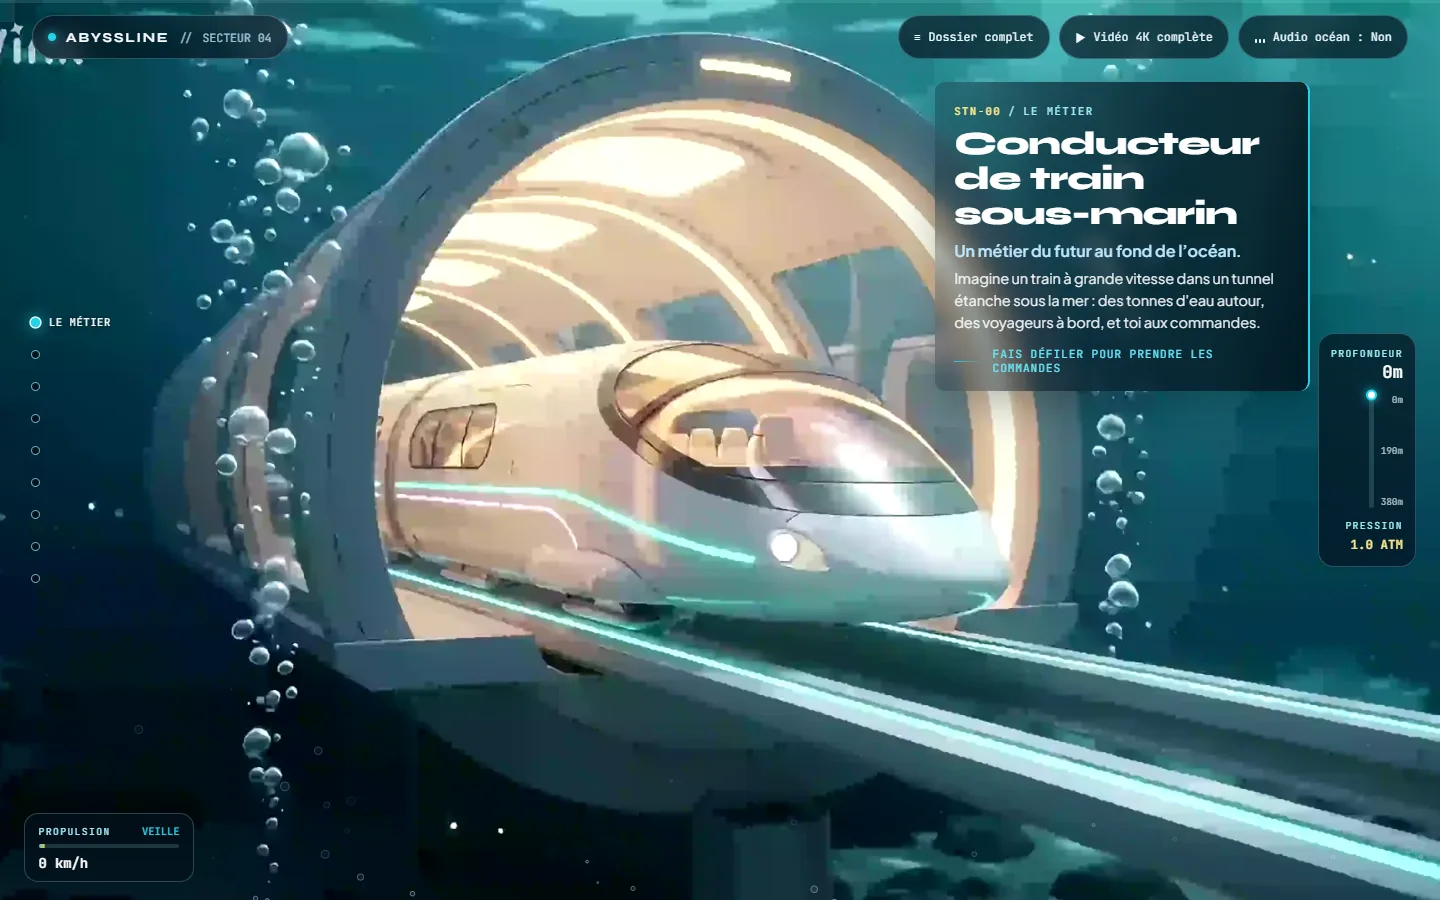 ABYSSLINE // SECTEUR 04
≡ Dossier complet
▶ Vidéo 4K complète
Audio océan : Non
STN-00 / LE MÉTIER
Conducteur
de train
sous-marin
Un métier du futur au fond de l’océan.
Imagine un train à grande vitesse dans un tunnel
étanche sous la mer : des tonnes d’eau autour,
des voyageurs à bord, et toi aux commandes.
FAIS DÉFILER POUR PRENDRE LES
COMMANDES
LE MÉTIER
PROFONDEUR
0m
0m
190m
380m
PRESSION
1.0 ATM
PROPULSION VEILLE
0 km/h